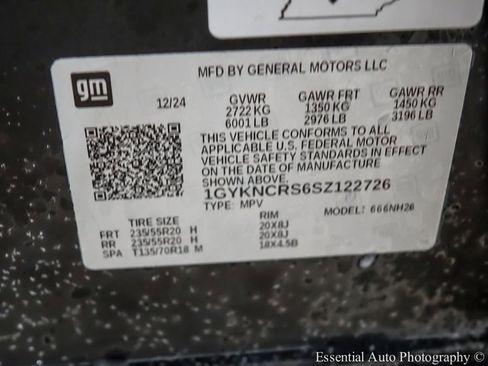 gm
MFD BY GENERAL MOTORS LLC
12/24 GVWR GAWR FRT GAWR RR
2722 KG 1350 KG 1450 KG
6001 LB 2976 LB 3196 LB
THIS VEHICLE CONFORMS TO ALL
APPLICABLE U.S. FEDERAL MOTOR
VEHICLE SAFETY STANDARDS IN EFFECT
ON THE DATE OF MANUFACTURE
SHOWN ABOVE.
1GYKNCRS6SZ122726
TYPE: MPV MODEL: 666NH26
TIRE SIZE RIM
FRT 235/55R20 H 20X8J
RR 235/55R20 H 20X8J
SPA T135/70R18 M 18X4.5B
Essential Auto Photography ©